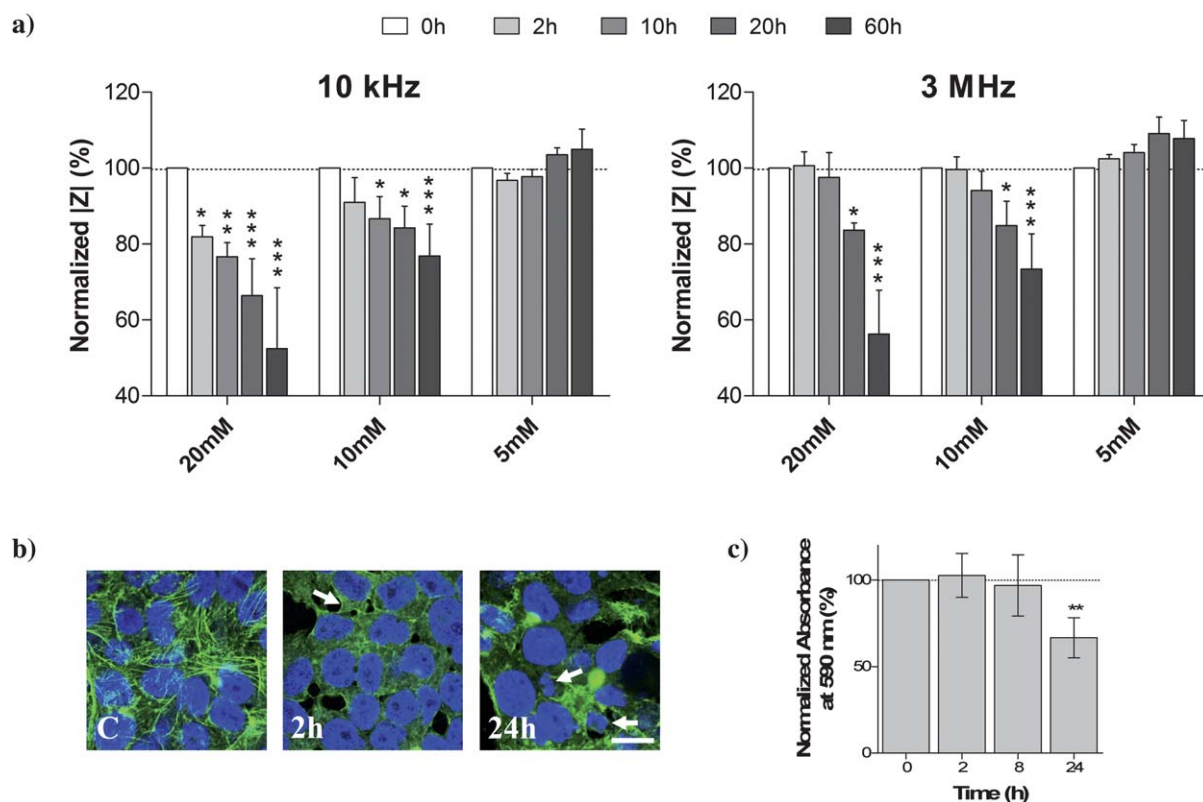 a)
0h 2h 10h 20h 60h
10 kHz
Normalized |Z| (%)
120
100
80
60
40
*
* *
* * *
* * *
*
*
* * *
20mM 10mM 5mM
3 MHz
Normalized |Z| (%)
120
100
80
60
40
*
* * *
*
* * *
20mM 10mM 5mM
b)
C 2h 24h
c)
Normalized Absorbance
at 590 nm (%)
100
50
0
**
0 2 8 24
Time (h)